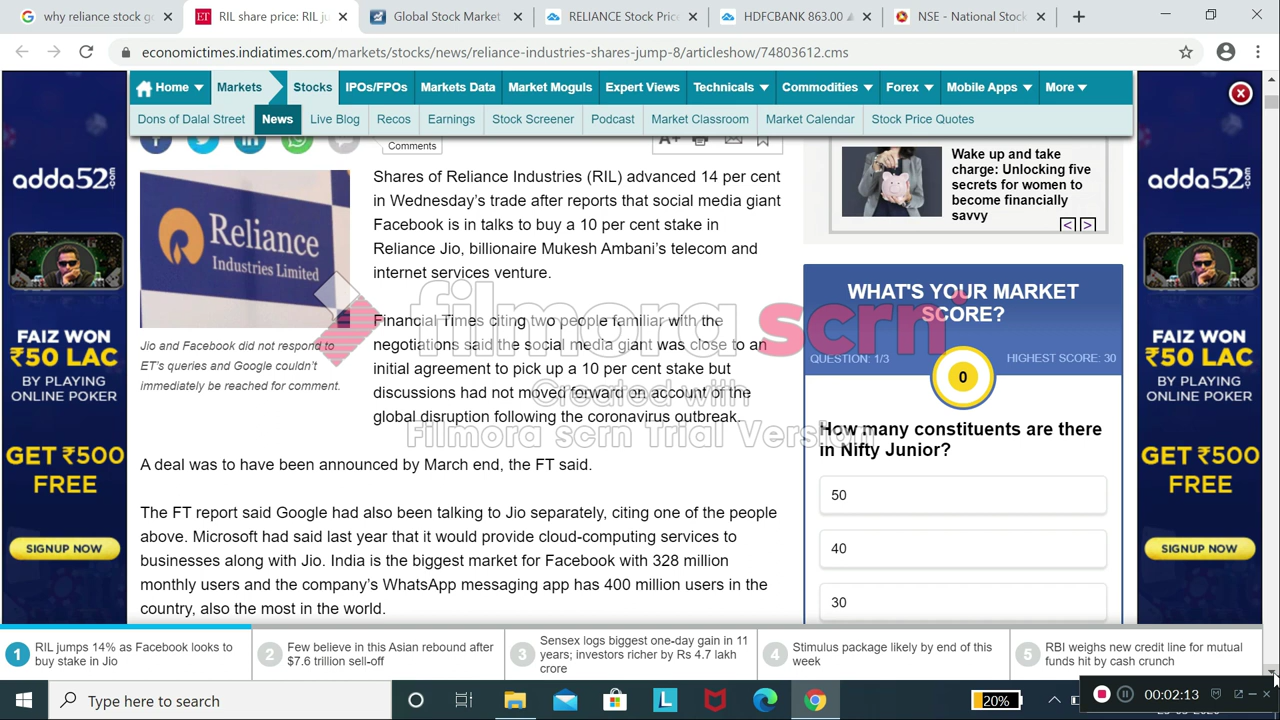 why reliance stock g
RIL share price: RIL ju
Global Stock Market
RELIANCE Stock Pri
HDFCBANK 863.00
NSE - National Stock
economictimes.indiatimes.com/markets/stocks/news/reliance-industries-shares-jump-8/articleshow/74803612.cms
Home
Markets
Stocks
IPOs/FPOs
Markets Data
Market Moguls
Expert Views
Technicals
Commodities
Forex
Mobile Apps
More
Dons of Dalal Street
News
Live Blog
Recos
Earnings
Stock Screener
Podcast
Market Classroom
Market Calendar
Stock Price Quotes
Comments
adda52.com
FAIZ WON
₹50 LAC
BY PLAYING
ONLINE POKER
GET ₹500
FREE
SIGNUP NOW
Reliance
Industries Limited
Jio and Facebook did not respond to
ET's queries and Google couldn't
immediately be reached for comment.
Shares of Reliance Industries (RIL) advanced 14 per cent
in Wednesday's trade after reports that social media giant
Facebook is in talks to buy a 10 per cent stake in
Reliance Jio, billionaire Mukesh Ambani's telecom and
internet services venture.
Financial Times citing two people familiar with the
negotiations said the social media giant was close to an
initial agreement to pick up a 10 per cent stake but
discussions had not moved forward on account of the
global disruption following the coronavirus outbreak.
A deal was to have been announced by March end, the FT said.
The FT report said Google had also been talking to Jio separately, citing one of the people
above. Microsoft had said last year that it would provide cloud-computing services to
businesses along with Jio. India is the biggest market for Facebook with 328 million
monthly users and the company's WhatsApp messaging app has 400 million users in the
country, also the most in the world.
filmora scrn
Created with
Filmora scrn Trial Version
Wake up and take
charge: Unlocking five
secrets for women to
become financially
savvy
WHAT'S YOUR MARKET
SCORE?
QUESTION: 1/3
HIGHEST SCORE: 30
0
How many constituents are there
in Nifty Junior?
50
40
30
adda52.com
FAIZ WON
₹50 LAC
BY PLAYING
ONLINE POKER
GET ₹500
FREE
SIGNUP NOW
1
RIL jumps 14% as Facebook looks to
buy stake in Jio
2
Few believe in this Asian rebound after
$7.6 trillion sell-off
3
Sensex logs biggest one-day gain in 11
years; investors richer by Rs 4.7 lakh
crore
4
Stimulus package likely by end of this
week
5
RBI weighs new credit line for mutual
funds hit by cash crunch
Type here to search
20%
00:02:13